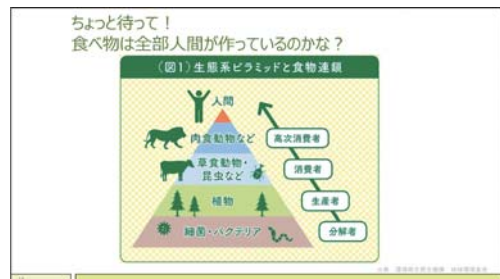 ちょっと待って！
食べ物は全部人間が作っているのかな？
（図1）生態系ピラミッドと食物連鎖
人間
肉食動物など
高次消費者
草食動物・
昆虫など
消費者
植物
生産者
細菌・バクテリア
分解者